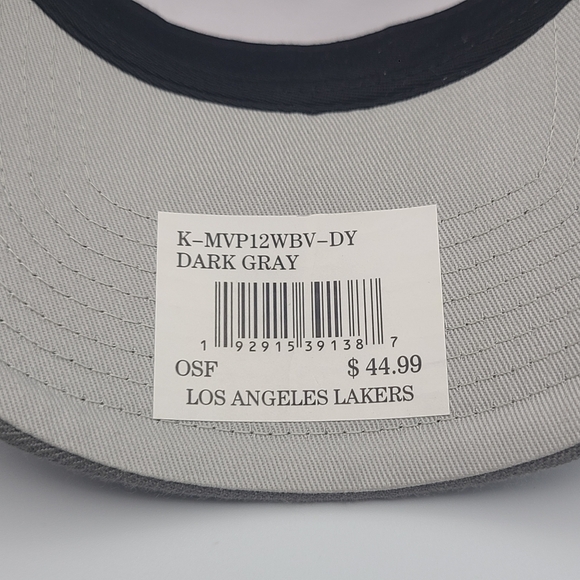 K-MVP12WBV-DY
DARK GRAY
1 92915 39138 7
OSF $ 44.99
LOS ANGELES LAKERS